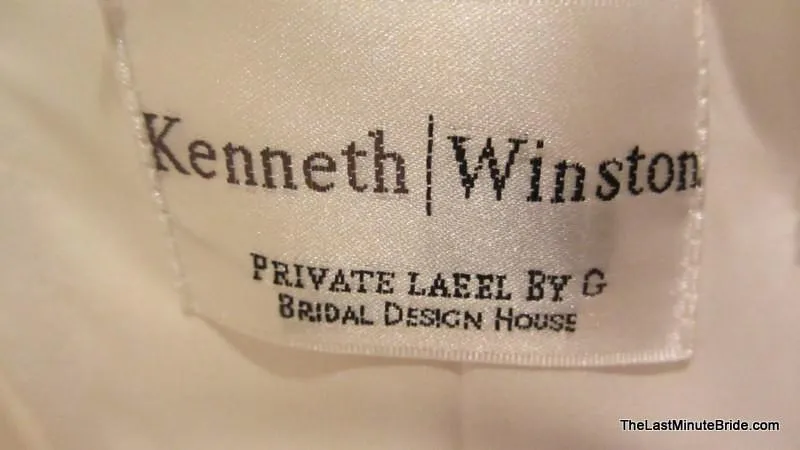 Kenneth | Winston
PRIVATE LABEL BY G
BRIDAL DESIGN HOUSE
TheLastMinuteBride.com